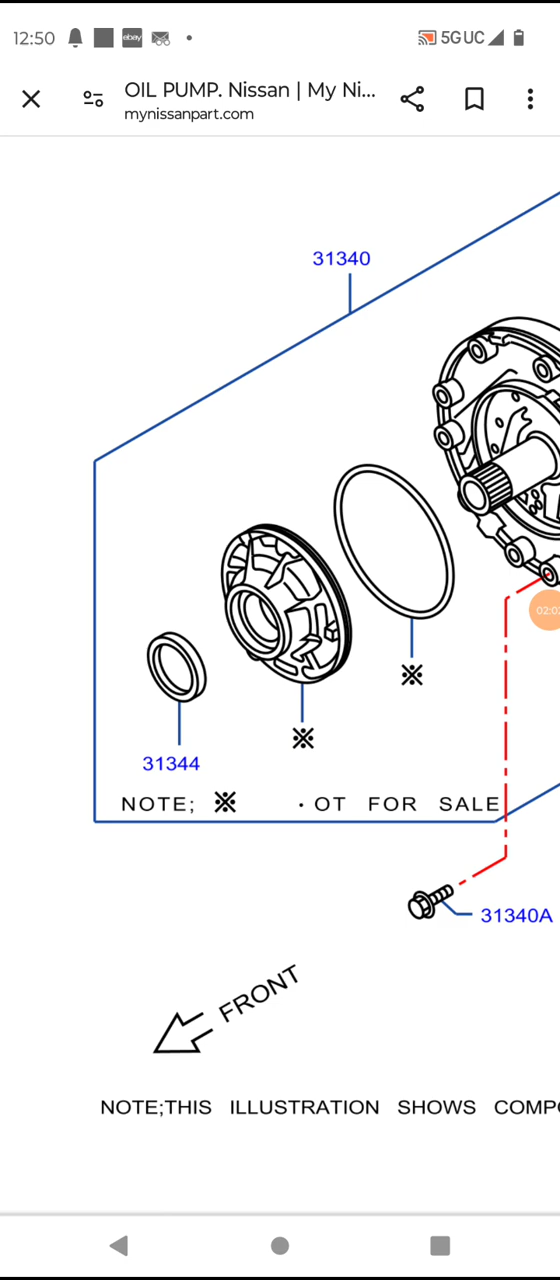 12:50 ebay • 5G UC
OIL PUMP. Nissan | My Ni...
mynissanpart.com
31340
※
※
31344
NOTE; ※ · OT FOR SALE
31340A
FRONT
NOTE;THIS ILLUSTRATION SHOWS